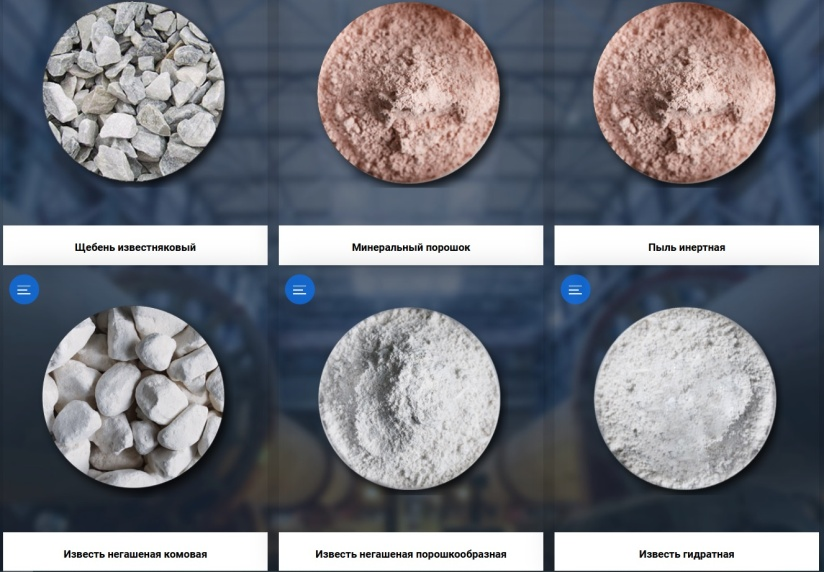 Щебень известняковый
Минеральный порошок
Пыль инертная
Известь негашеная комовая
Известь негашеная порошкообразная
Известь гидратная